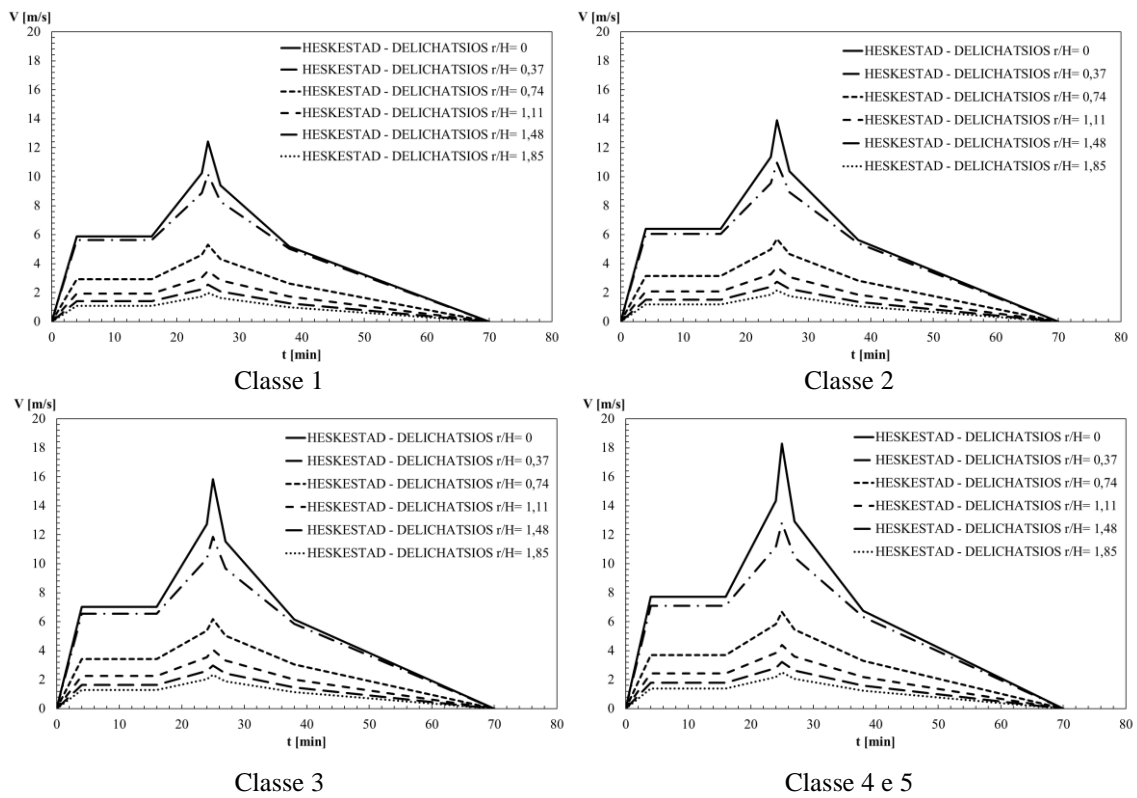 V [m/s]
20
18
16
14
12
10
8
6
4
2
0
HESKESTAD - DELICHATSIOS r/H= 0
HESKESTAD - DELICHATSIOS r/H= 0,37
HESKESTAD - DELICHATSIOS r/H= 0,74
HESKESTAD - DELICHATSIOS r/H= 1,11
HESKESTAD - DELICHATSIOS r/H= 1,48
HESKESTAD - DELICHATSIOS r/H= 1,85
0 10 20 30 40 50 60 70 80
t [min]
Classe 1
V [m/s]
20
18
16
14
12
10
8
6
4
2
0
HESKESTAD - DELICHATSIOS r/H= 0
HESKESTAD - DELICHATSIOS r/H= 0,37
HESKESTAD - DELICHATSIOS r/H= 0,74
HESKESTAD - DELICHATSIOS r/H= 1,11
HESKESTAD - DELICHATSIOS r/H= 1,48
HESKESTAD - DELICHATSIOS r/H= 1,85
0 10 20 30 40 50 60 70 80
t [min]
Classe 2
V [m/s]
20
18
16
14
12
10
8
6
4
2
0
HESKESTAD - DELICHATSIOS r/H= 0
HESKESTAD - DELICHATSIOS r/H= 0,37
HESKESTAD - DELICHATSIOS r/H= 0,74
HESKESTAD - DELICHATSIOS r/H= 1,11
HESKESTAD - DELICHATSIOS r/H= 1,48
HESKESTAD - DELICHATSIOS r/H= 1,85
0 10 20 30 40 50 60 70 80
t [min]
Classe 3
V [m/s]
20
18
16
14
12
10
8
6
4
2
0
HESKESTAD - DELICHATSIOS r/H= 0
HESKESTAD - DELICHATSIOS r/H= 0,37
HESKESTAD - DELICHATSIOS r/H= 0,74
HESKESTAD - DELICHATSIOS r/H= 1,11
HESKESTAD - DELICHATSIOS r/H= 1,48
HESKESTAD - DELICHATSIOS r/H= 1,85
0 10 20 30 40 50 60 70 80
t [min]
Classe 4 e 5